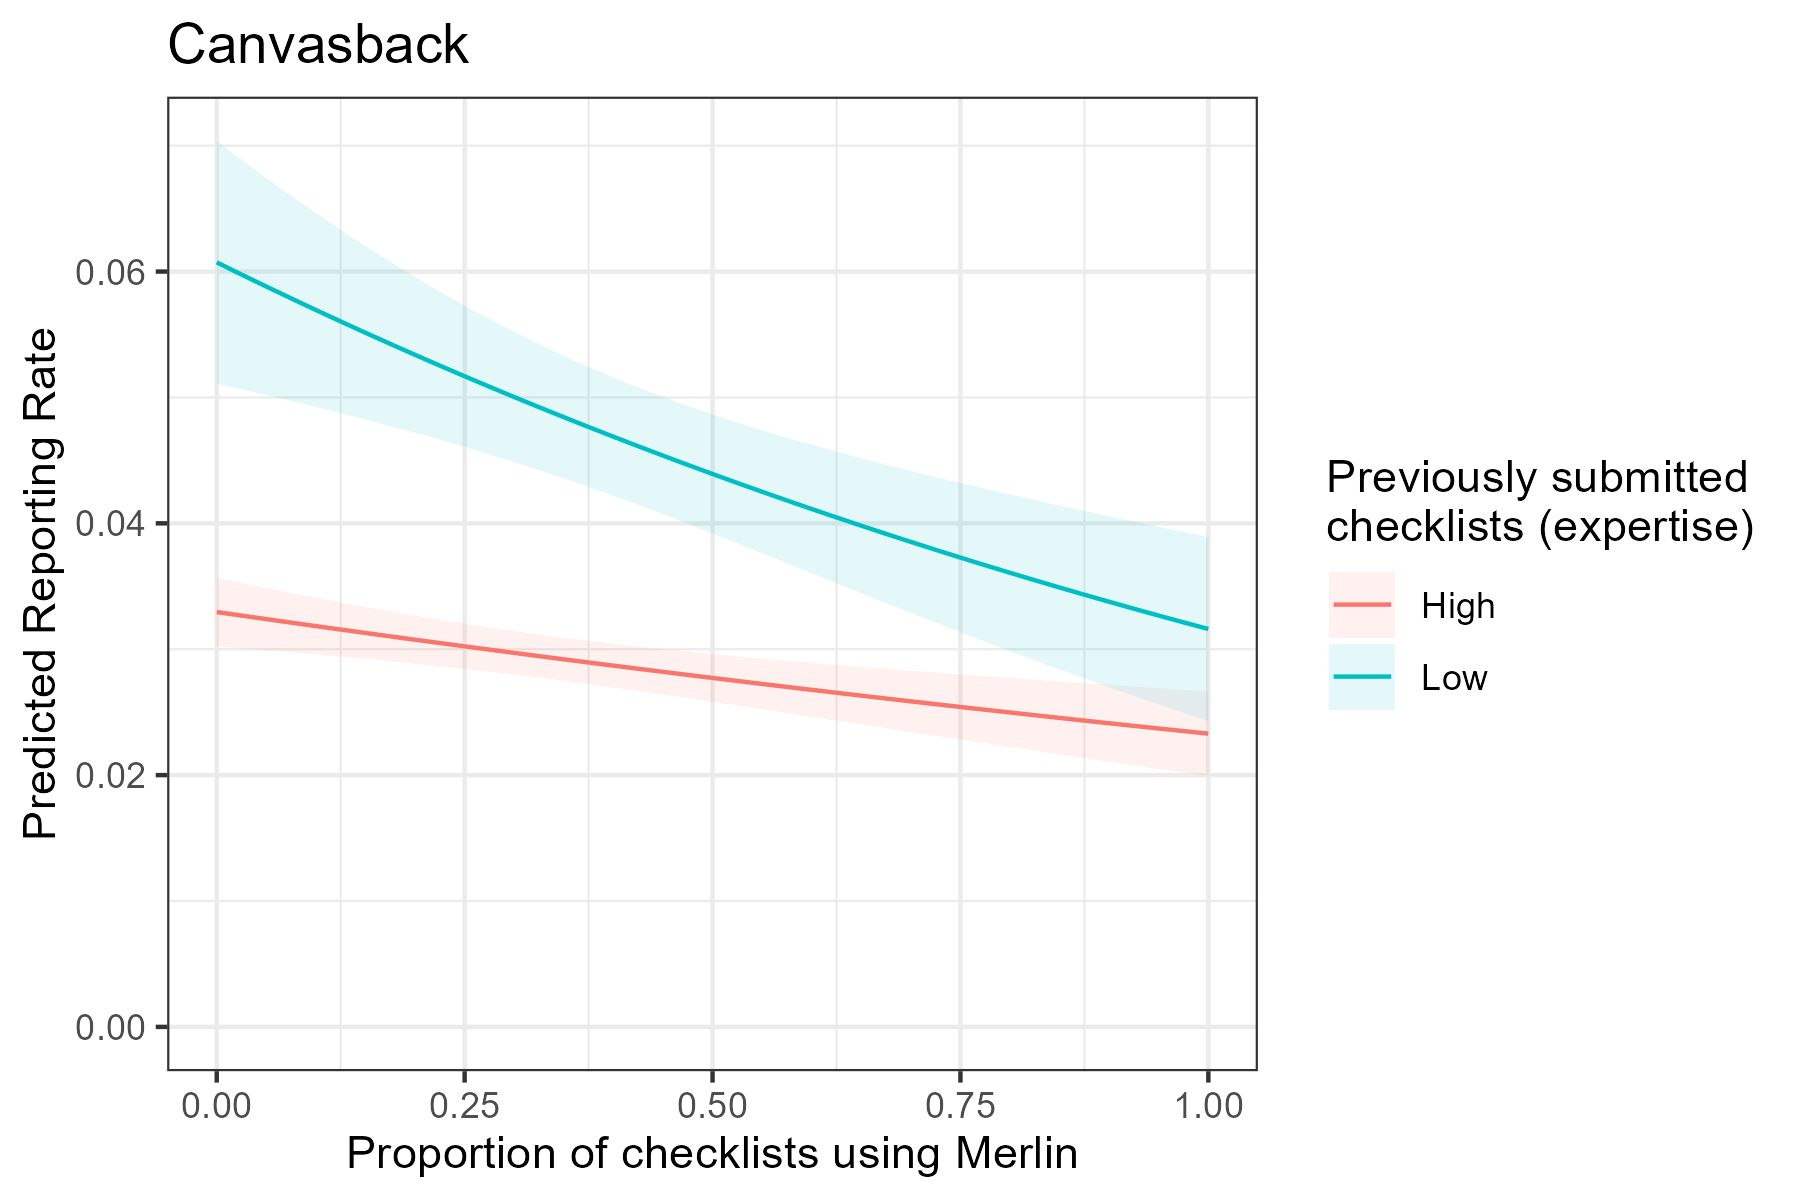 Canvasback
Predicted Reporting Rate
0.06
0.04
0.02
0.00
0.00 0.25 0.50 0.75 1.00
Proportion of checklists using Merlin
Previously submitted
checklists (expertise)
High
Low